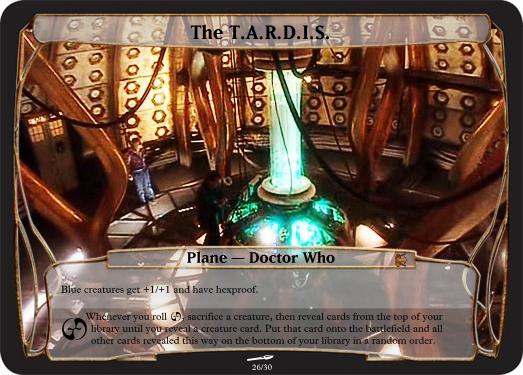 The T.A.R.D.I.S.
Plane — Doctor Who
Blue creatures get +1/+1 and have hexproof.
Whenever you roll , sacrifice a creature, then reveal cards from the top of your
library until you reveal a creature card. Put that card onto the battlefield and all
other cards revealed this way on the bottom of your library in a random order.
26/30